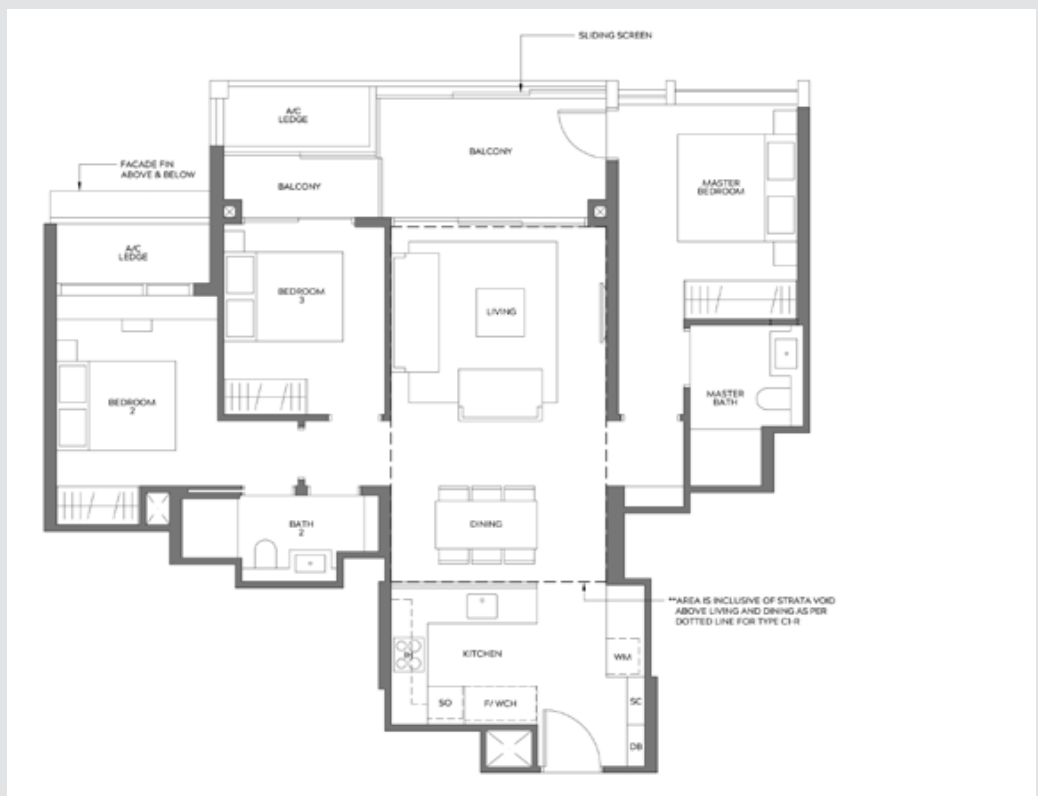 SLIDING SCREEN
A/C
LEDGE
BALCONY
FACADE FIN
ABOVE & BELOW
BALCONY
MASTER
BEDROOM
A/C
LEDGE
BEDROOM
3
LIVING
BEDROOM
2
MASTER
BATH
BATH
2
DINING
**AREA IS INCLUSIVE OF STRATA VOID
ABOVE LIVING AND DINING AS PER
DOTTED LINE FOR TYPE C1-R
KITCHEN
WM
SO
F/WCH
SC
DB